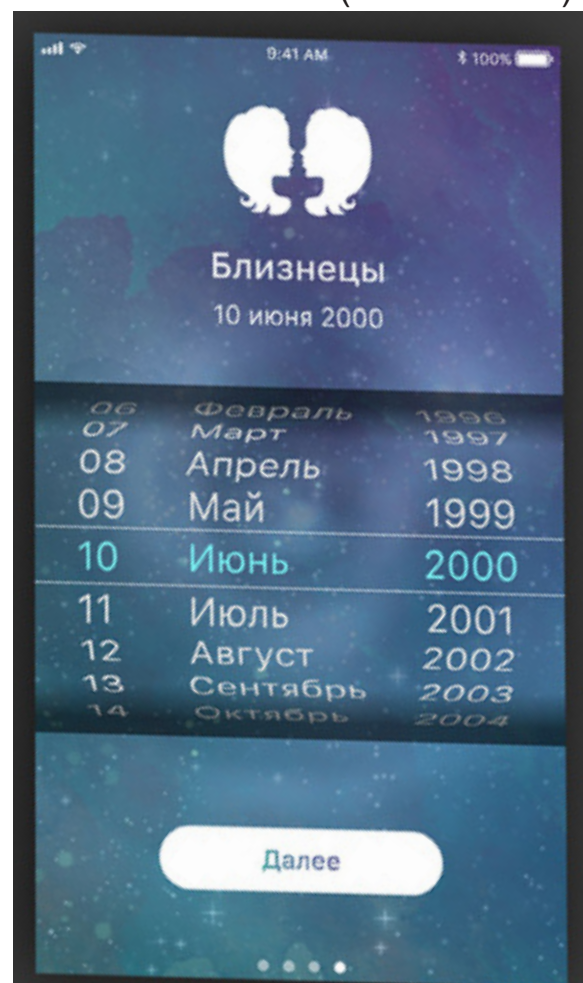 9:41 AM 100%
Близнецы
10 июня 2000
06 Февраль 1996
07 Март 1997
08 Апрель 1998
09 Май 1999
10 Июнь 2000
11 Июль 2001
12 Август 2002
13 Сентябрь 2003
14 Октябрь 2004
Далее